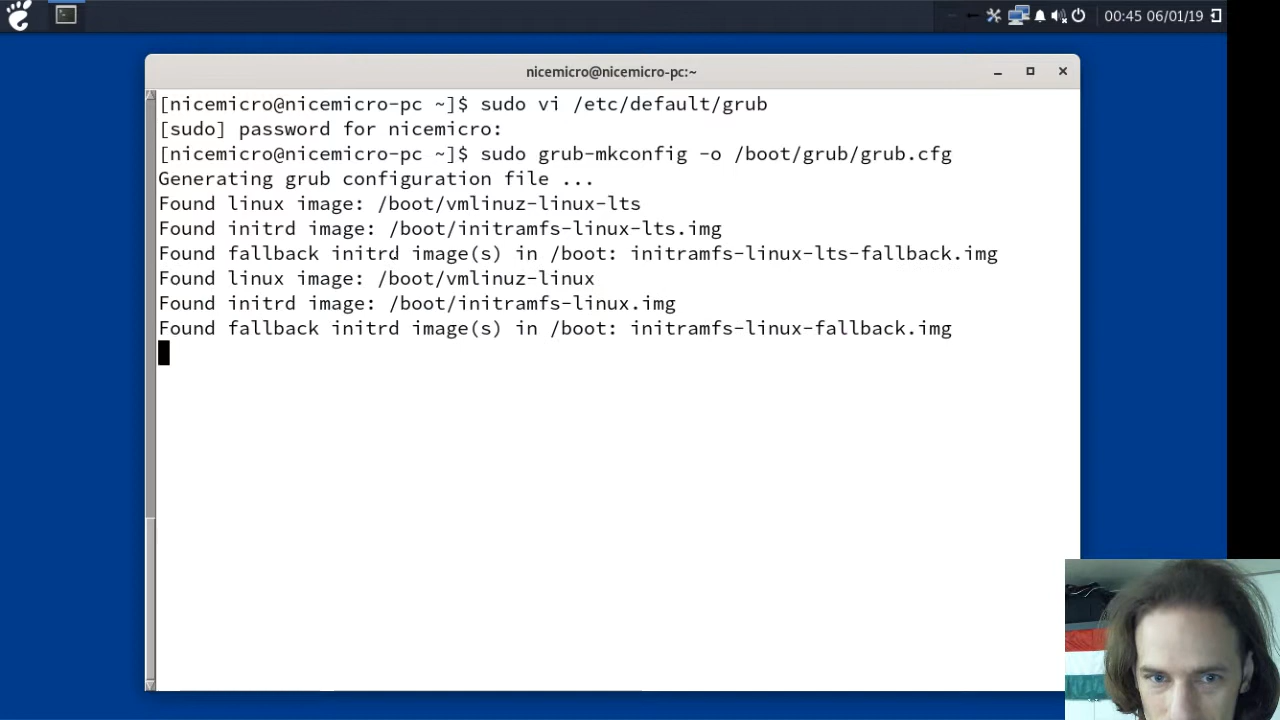 00:45 06/01/19
nicemicro@nicemicro-pc:~
[nicemicro@nicemicro-pc ~]$ sudo vi /etc/default/grub
[sudo] password for nicemicro:
[nicemicro@nicemicro-pc ~]$ sudo grub-mkconfig -o /boot/grub/grub.cfg
Generating grub configuration file ...
Found linux image: /boot/vmlinuz-linux-lts
Found initrd image: /boot/initramfs-linux-lts.img
Found fallback initrd image(s) in /boot: initramfs-linux-lts-fallback.img
Found linux image: /boot/vmlinuz-linux
Found initrd image: /boot/initramfs-linux.img
Found fallback initrd image(s) in /boot: initramfs-linux-fallback.img